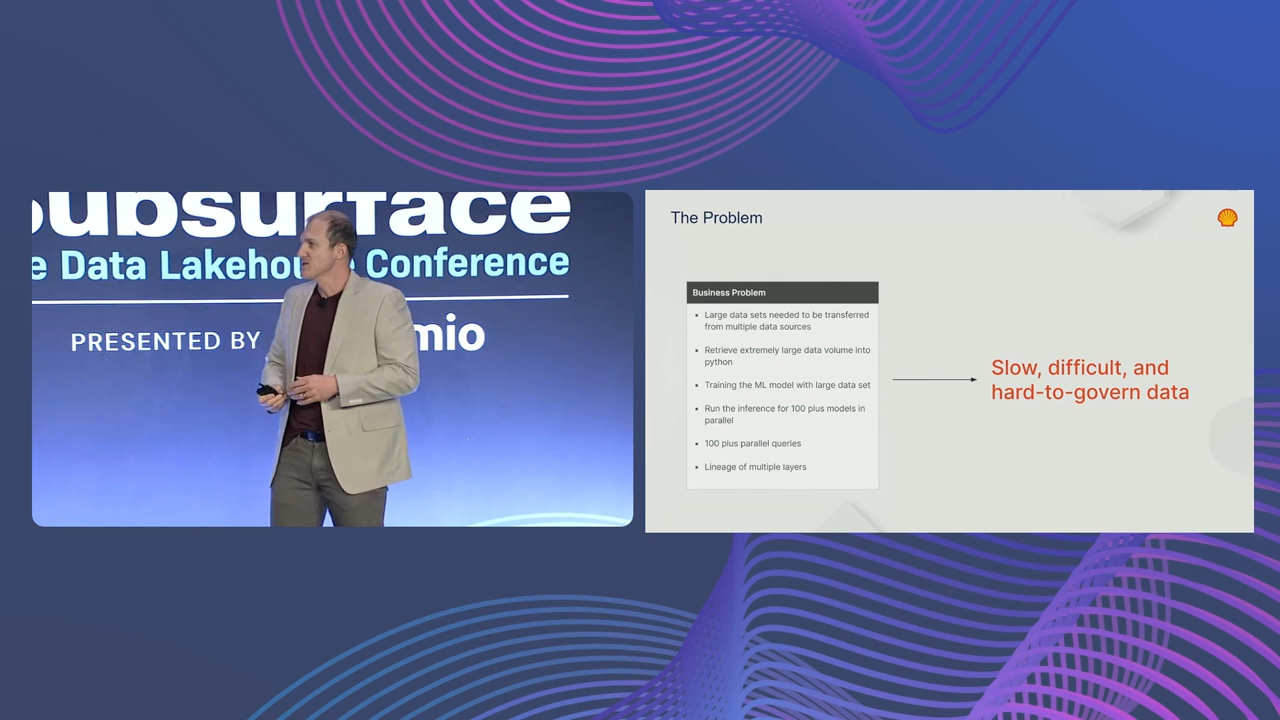 Subsurface
e Data Lakehouse Conference
PRESENTED BY
mio
The Problem
Business Problem
▪ Large data sets needed to be transferred
from multiple data sources
▪ Retrieve extremely large data volume into
python
▪ Training the ML model with large data set
▪ Run the inference for 100 plus models in
parallel
▪ 100 plus parallel queries
▪ Lineage of multiple layers
Slow, difficult, and
hard-to-govern data